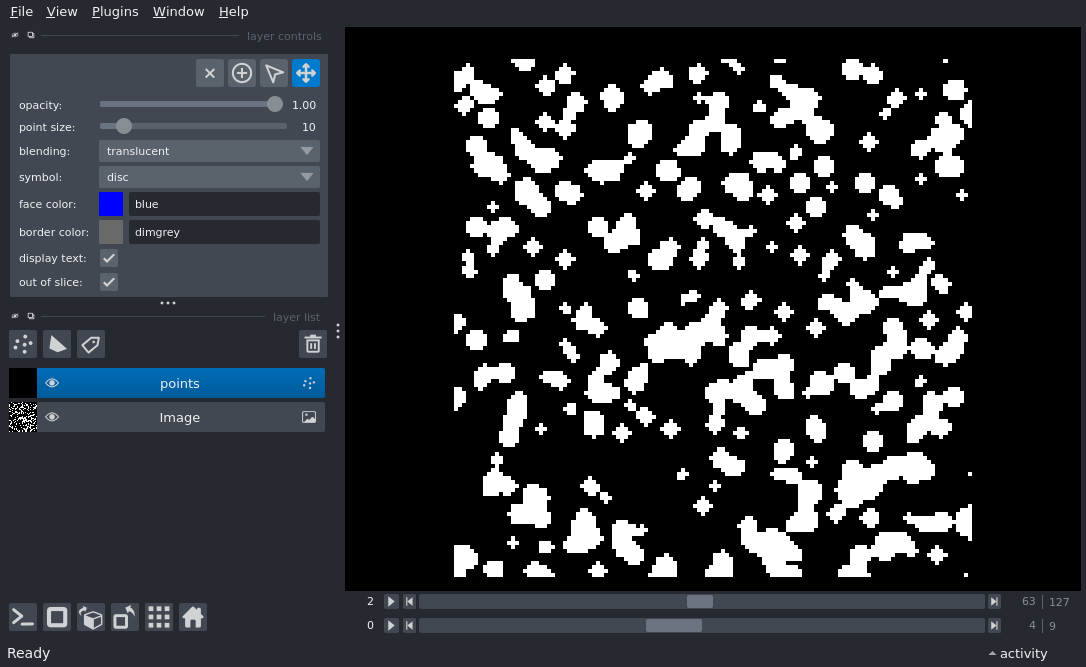 File View Plugins Window Help
layer controls
opacity: 1.00
point size: 10
blending: translucent
symbol: disc
face color: blue
border color: dimgrey
display text:
out of slice:
layer list
points
Image
2 63 127
0 4 9
Ready activity